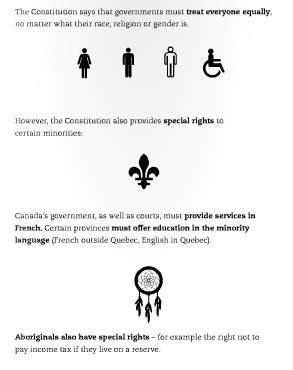 The Constitution says that governments must treat everyone equally,
no matter what their race, religion or gender is.
However, the Constitution also provides special rights to
certain minorities:
Canada's government, as well as courts, must provide services in
French. Certain provinces must offer education in the minority
language (French outside Quebec, English in Quebec).
Aboriginals also have special rights – for example the right not to
pay income tax if they live on a reserve.